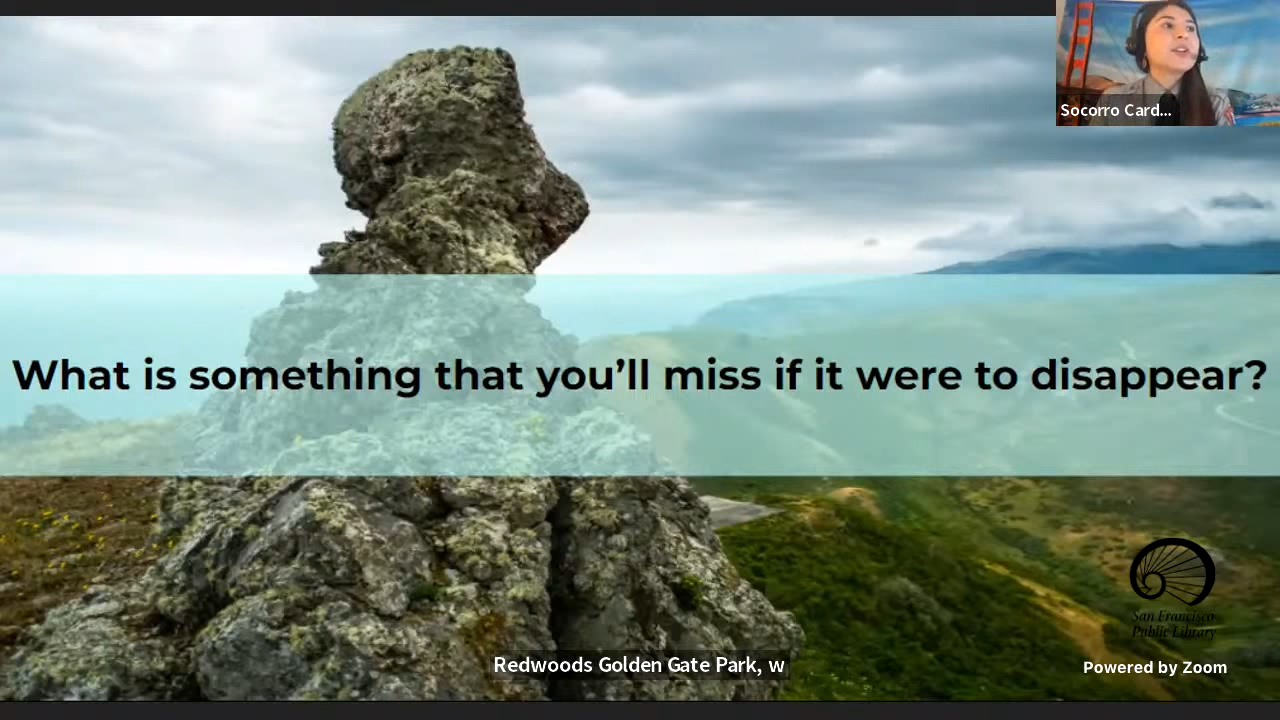 Socorro Card...
What is something that you'll miss if it were to disappear?
San Francisco
Public Library
Redwoods Golden Gate Park, w
Powered by Zoom